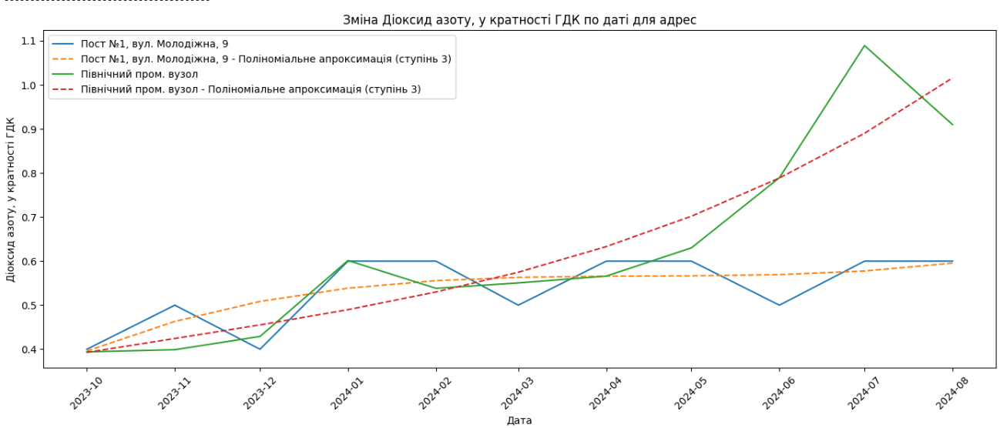 Зміна Діоксид азоту, у кратності ГДК по даті для адрес
Пост №1, вул. Молодіжна, 9
Пост №1, вул. Молодіжна, 9 - Поліноміальне апроксимація (ступінь 3)
Північний пром. вузол
Північний пром. вузол - Поліноміальне апроксимація (ступінь 3)
Діоксид азоту, у кратності ГДК
1.1
1.0
0.9
0.8
0.7
0.6
0.5
0.4
2023-10
2023-11
2023-12
2024-01
2024-02
2024-03
2024-04
2024-05
2024-06
2024-07
2024-08
Дата